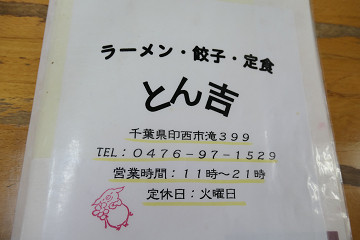 ラーメン・餃子・定食
とん吉
千葉県印西市滝399
TEL:0476-97-1529
営業時間:11時〜21時
定休日:火曜日